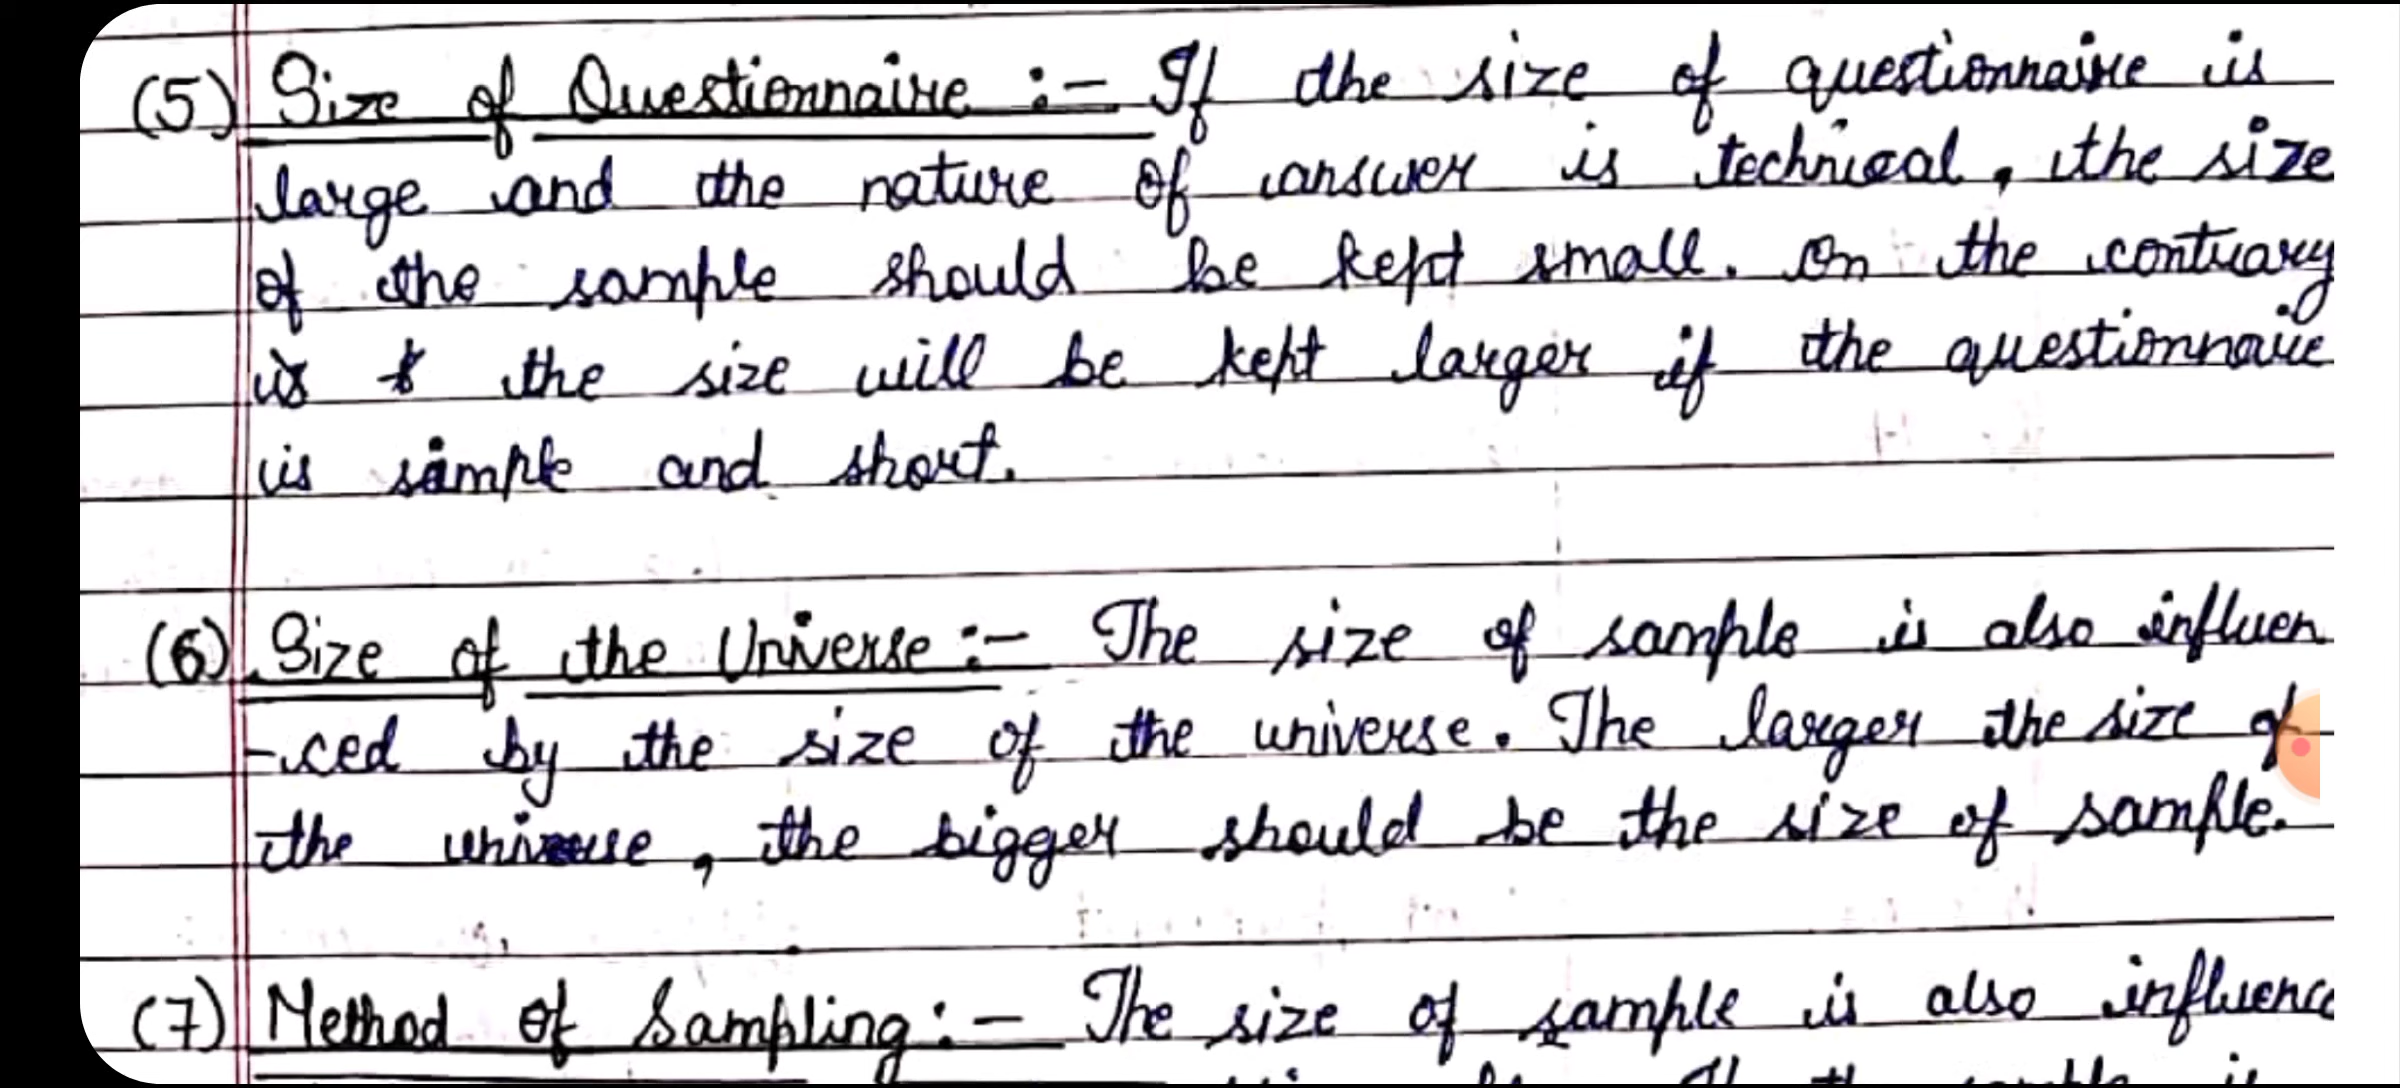 (5) Size of Questionnaire :- If the size of questionnaire is
large and the nature of answer is technical, the size
of the sample should be kept small. On the contrary
the size will be kept larger if the questionnaire
is simple and short.
(6) Size of the Universe :- The size of sample is also influen
-ced by the size of the universe. The larger the size of
the universe, the bigger should be the size of sample.
(7) Method of Sampling :- The size of sample is also influence